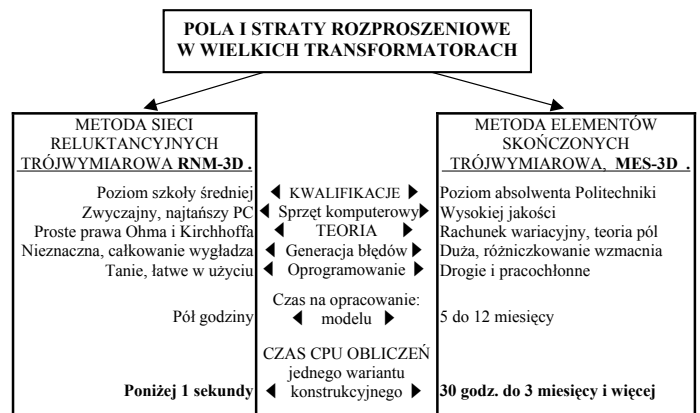 POLA I STRATY ROZPROSZENIOWE
W WIELKICH TRANSFORMATORACH
METODA SIECI
RELUKTANCYJNYCH
TRÓJWYMIAROWA RNM-3D .
METODA ELEMENTÓW
SKOŃCZONYCH
TRÓJWYMIAROWA, MES-3D .
Poziom szkoły średniej ◀ KWALIFIKACJE ▶ Poziom absolwenta Politechniki
Zwyczajny, najtańszy PC ◀ Sprzęt komputerowy ▶ Wysokiej jakości
Proste prawa Ohma i Kirchhoffa ◀ TEORIA ▶ Rachunek wariacyjny, teoria pól
Nieznaczna, całkowanie wygładza ◀ Generacja błędów ▶ Duża, różniczkowanie wzmacnia
Tanie, łatwe w użyciu ◀ Oprogramowanie ▶ Drogie i pracochłonne
Czas na opracowanie:
Pół godziny ◀ modelu ▶ 5 do 12 miesięcy
CZAS CPU OBLICZEŃ
jednego wariantu
Poniżej 1 sekundy ◀ konstrukcyjnego ▶ 30 godz. do 3 miesięcy i więcej